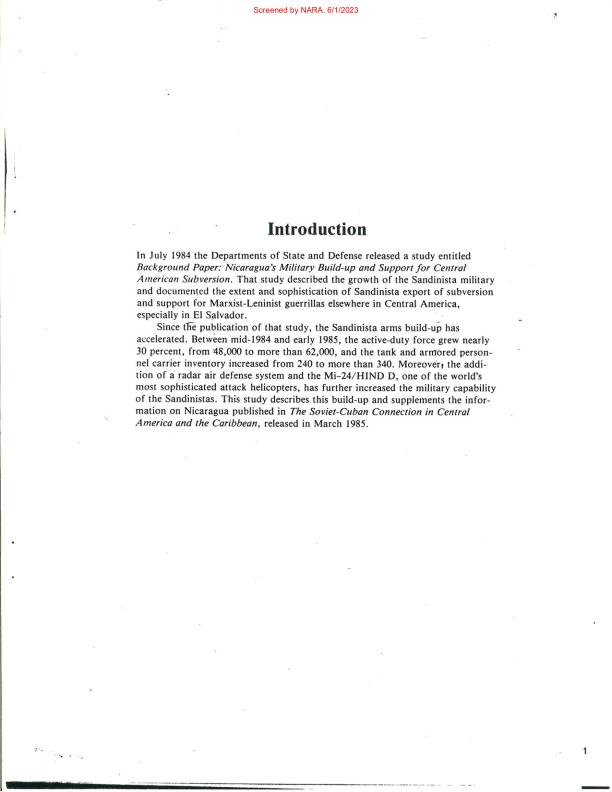 Screened by NARA, 6/1/2023
Introduction
In July 1984 the Departments of State and Defense released a study entitled
Background Paper: Nicaragua's Military Build-up and Support for Central
American Subversion. That study described the growth of the Sandinista military
and documented the extent and sophistication of Sandinista export of subversion
and support for Marxist-Leninist guerrillas elsewhere in Central America,
especially in El Salvador.
Since the publication of that study, the Sandinista arms build-up has
accelerated. Between mid-1984 and early 1985, the active-duty force grew nearly
30 percent, from 48,000 to more than 62,000, and the tank and armored person-
nel carrier inventory increased from 240 to more than 340. Moreover, the addi-
tion of a radar air defense system and the Mi-24/HIND D, one of the world's
most sophisticated attack helicopters, has further increased the military capability
of the Sandinistas. This study describes this build-up and supplements the infor-
mation on Nicaragua published in The Soviet-Cuban Connection in Central
America and the Caribbean, released in March 1985.
1